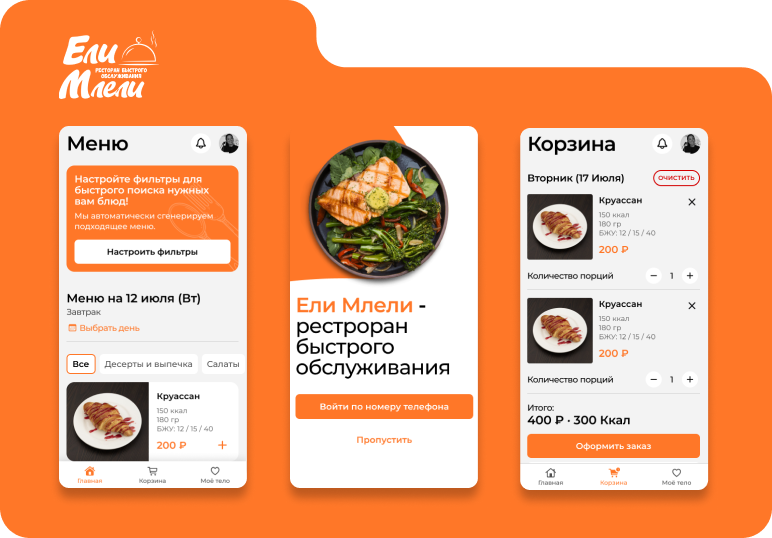 Ели
РЕСТОРАН БЫСТРОГО
ОБСЛУЖИВАНИЯ
Млели
Меню
Настройте фильтры для
быстрого поиска нужных
вам блюд!
Мы автоматически сгенерируем
подходящее меню.
Настроить фильтры
Меню на 12 июля (Вт)
Завтрак
Выбрать день
Все
Десерты и выпечка
Салаты
Круассан
150 ккал
180 гр
БЖУ: 12 / 15 / 40
200 ₽ +
Главная
Корзина
Моё тело
Ели Млели -
рестроран
быстрого
обслуживания
Войти по номеру телефона
Пропустить
Корзина
Вторник (17 Июля)
ОЧИСТИТЬ
Круассан
150 ккал
180 гр
БЖУ: 12 / 15 / 40
200 ₽
Количество порций − 1 +
Круассан
150 ккал
180 гр
БЖУ: 12 / 15 / 40
200 ₽
Количество порций − 1 +
Итого:
400 ₽ · 300 Ккал
Оформить заказ
Главная
Корзина
Моё тело